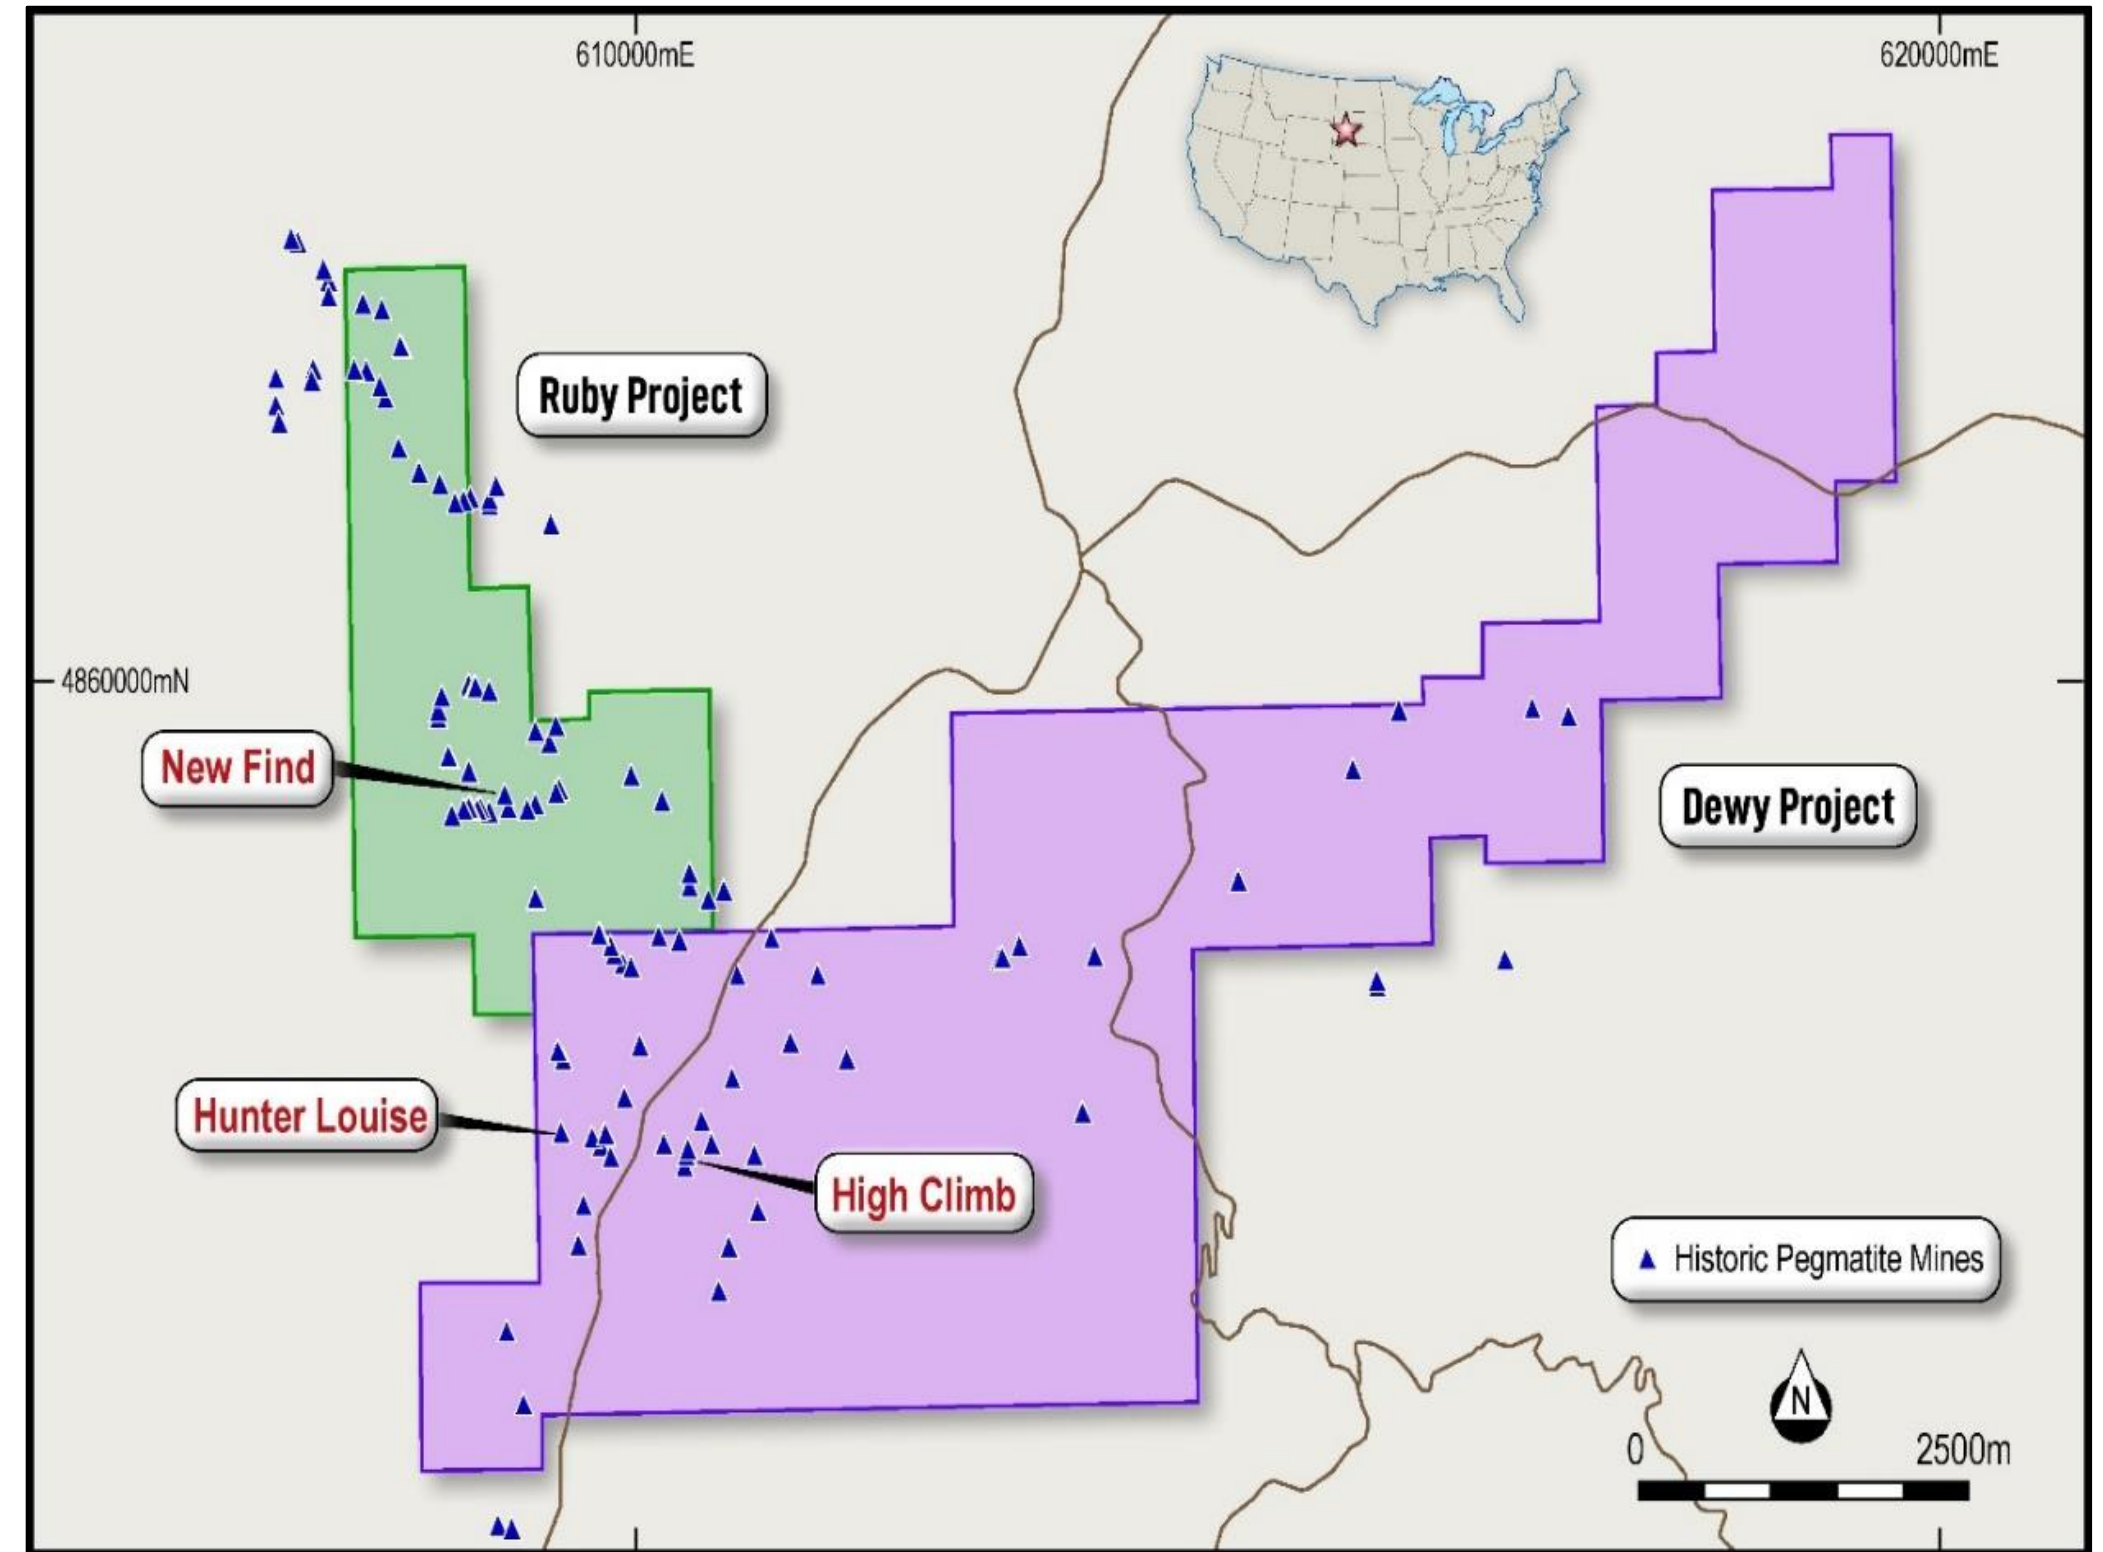 610000mE
620000mE
Ruby Project
4860000mN
New Find
Dewy Project
Hunter Louise
High Climb
Historic Pegmatite Mines
N
0
2500m